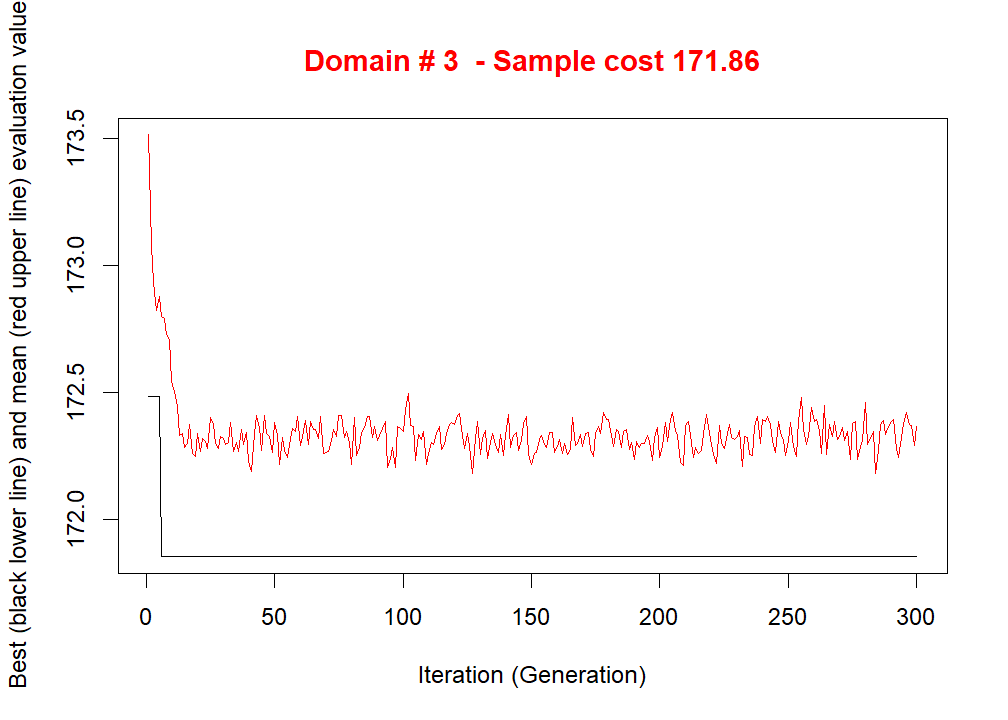 Domain # 3  - Sample cost 171.86
Best (black lower line) and mean (red upper line) evaluation value
173.5
173.0
172.5
172.0
0 50 100 150 200 250 300
Iteration (Generation)